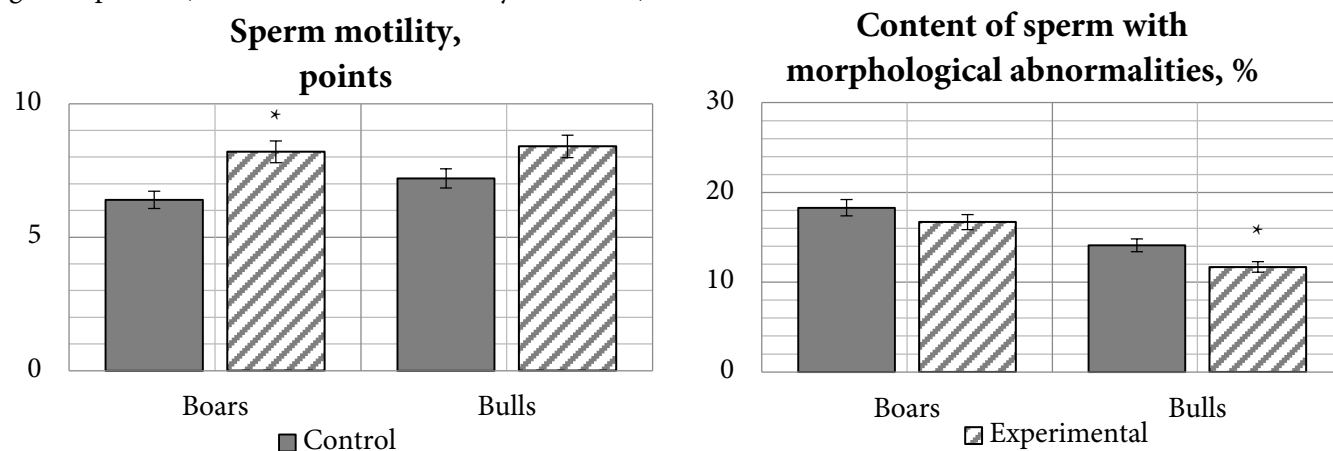 Sperm motility,
points
10
*
5
0
Boars
Bulls
Control
Content of sperm with
morphological abnormalities, %
30
20
*
10
0
Boars
Bulls
Experimental